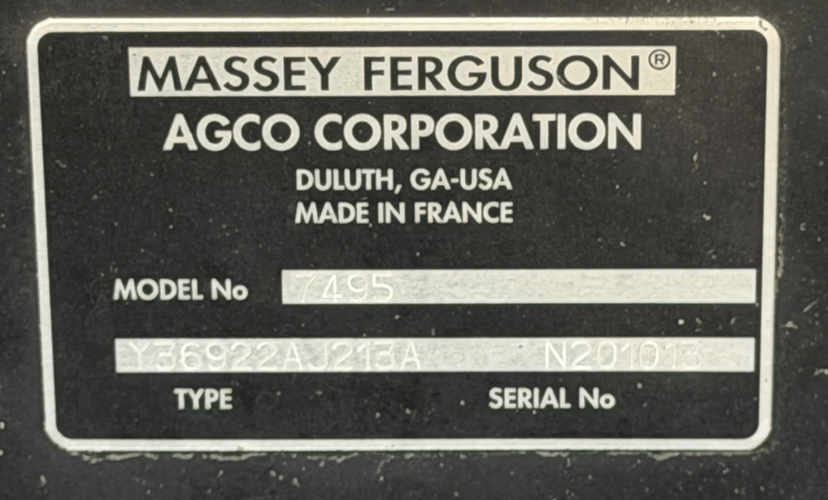 MASSEY FERGUSON®
AGCO CORPORATION
DULUTH, GA-USA
MADE IN FRANCE
MODEL No 7495
Y36922AJ213A N201013
TYPE SERIAL No